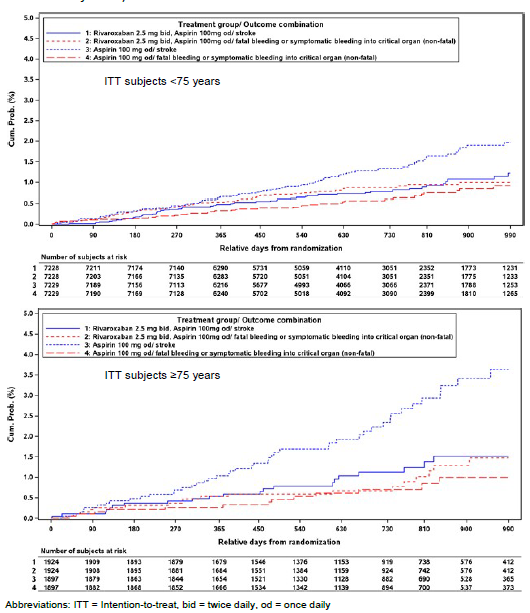 Treatment group/ Outcome combination
1: Rivaroxaban 2.5 mg bid, Aspirin 100mg od/ stroke
2: Rivaroxaban 2.5 mg bid, Aspirin 100mg od/ fatal bleeding or symptomatic bleeding into critical organ (non-fatal)
3: Aspirin 100 mg od/ stroke
4: Aspirin 100 mg od/ fatal bleeding or symptomatic bleeding into critical organ (non-fatal)
ITT subjects <75 years
Cum. Prob. (%)
5.0
4.5
4.0
3.5
3.0
2.5
2.0
1.5
1.0
0.5
0.0
0 90 180 270 365 450 540 630 730 810 900 990
Relative days from randomization
Number of subjects at risk
1 7228 7211 7174 7140 6290 5731 5059 4110 3051 2352 1773 1231
2 7228 7203 7166 7135 6283 5720 5051 4104 3051 2351 1775 1233
3 7229 7189 7156 7113 6216 5677 4993 4066 3066 2371 1786 1253
4 7229 7190 7169 7128 6240 5702 5018 4092 3090 2399 1810 1265
Treatment group/ Outcome combination
1: Rivaroxaban 2.5 mg bid, Aspirin 100mg od/ stroke
2: Rivaroxaban 2.5 mg bid, Aspirin 100mg od/ fatal bleeding or symptomatic bleeding into critical organ (non-fatal)
3: Aspirin 100 mg od/ stroke
4: Aspirin 100 mg od/ fatal bleeding or symptomatic bleeding into critical organ (non-fatal)
ITT subjects ≥75 years
Cum. Prob. (%)
5.0
4.5
4.0
3.5
3.0
2.5
2.0
1.5
1.0
0.5
0.0
0 90 180 275 365 450 540 630 720 810 900 990
Relative days from randomization
Number of subjects at risk
1 1924 1909 1893 1879 1679 1546 1376 1153 919 738 576 412
2 1924 1908 1895 1881 1684 1551 1384 1159 924 742 576 412
3 1897 1879 1863 1844 1654 1521 1330 1128 882 690 528 365
4 1897 1882 1868 1852 1666 1534 1342 1139 894 700 537 373
Abbreviations: ITT = Intention-to-treat, bid = twice daily, od = once daily